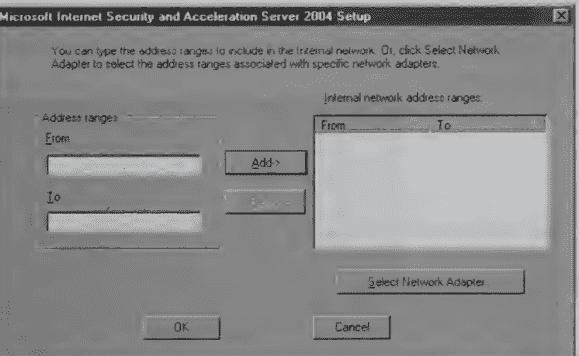 Microsoft Internet Security and Acceleration Server 2004 Setup
You can type the address ranges to include in the Internal network. Or, click Select Network
Adapter to select the address ranges associated with specific network adapters.
Internal network address ranges:
Address ranges
From
To
Add->
From To
Select Network Adapter
OK
Cancel